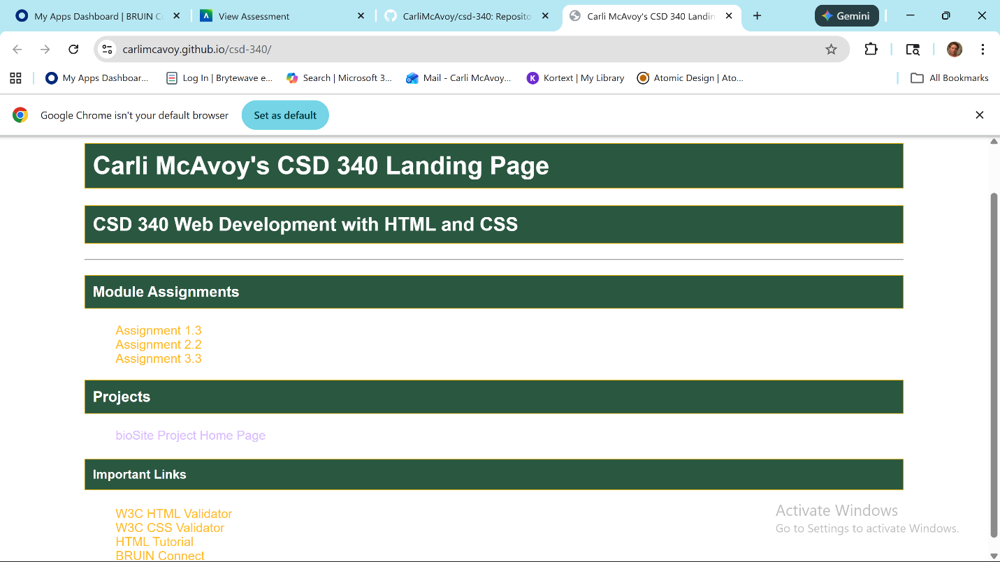 My Apps Dashboard | BRUIN C
View Assessment
CarliMcAvoy/csd-340: Reposito
Carli McAvoy's CSD 340 Landin
Gemini
carlimcavoy.github.io/csd-340/
My Apps Dashboar...
Log In | Brytewave e...
Search | Microsoft 3...
Mail - Carli McAvoy...
K
Kortext | My Library
Atomic Design | Ato...
All Bookmarks
Google Chrome isn't your default browser
Set as default
Carli McAvoy's CSD 340 Landing Page
CSD 340 Web Development with HTML and CSS
Module Assignments
Assignment 1.3
Assignment 2.2
Assignment 3.3
Projects
bioSite Project Home Page
Important Links
W3C HTML Validator
W3C CSS Validator
HTML Tutorial
BRUIN Connect
Activate Windows
Go to Settings to activate Windows.